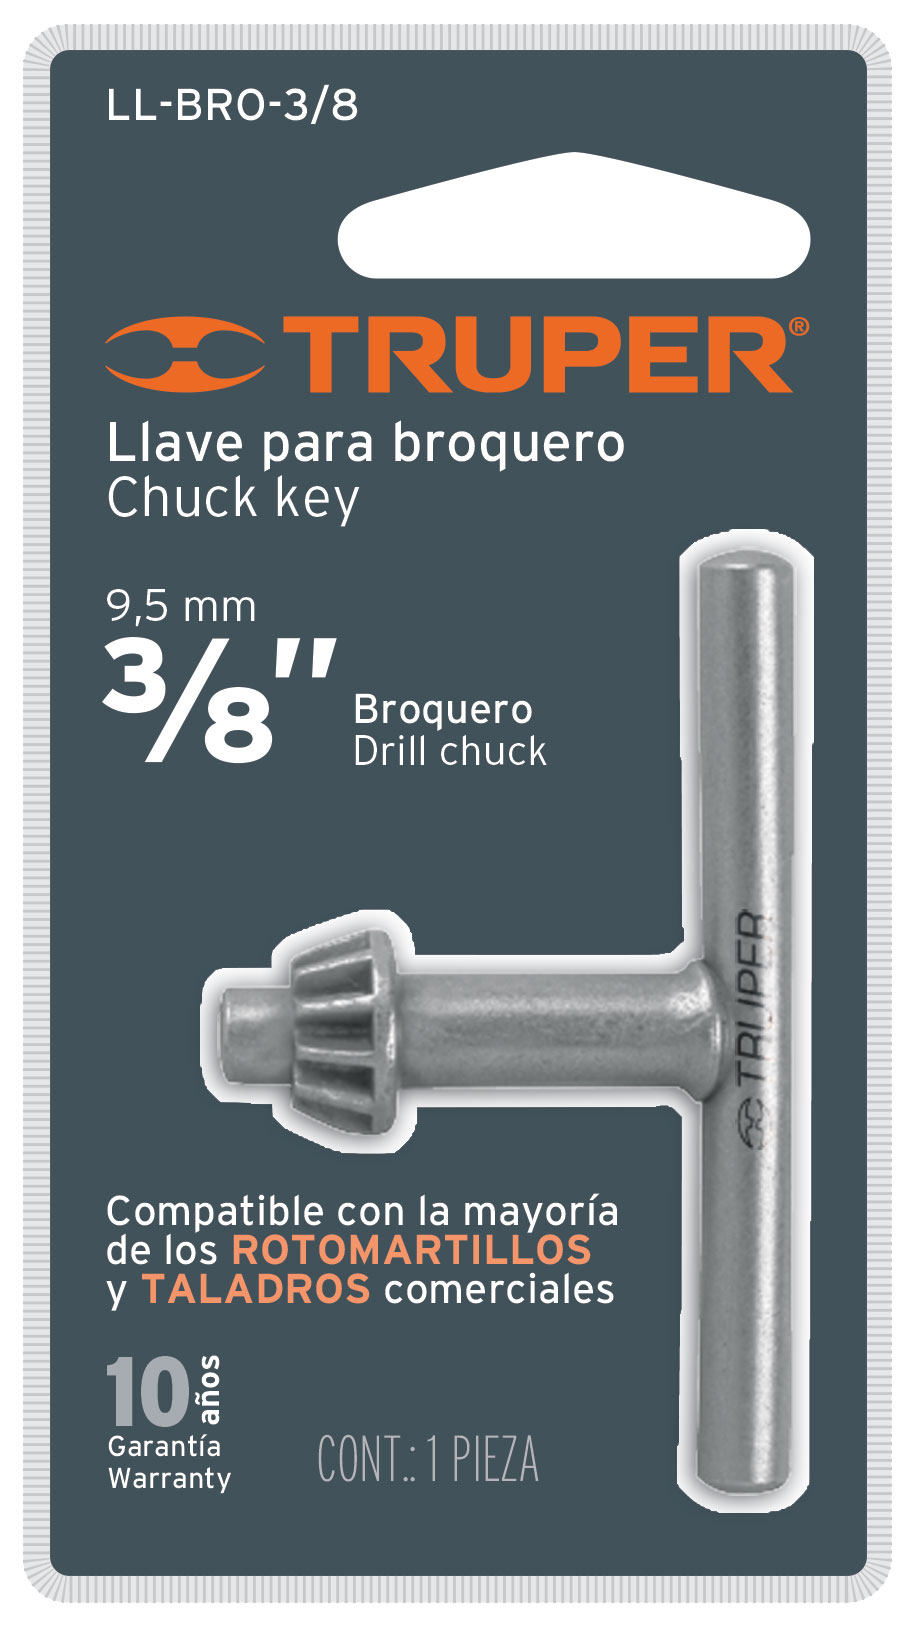 LL-BRO-3/8
TRUPER®
Llave para broquero
Chuck key
9,5 mm
3/8"
Broquero
Drill chuck
TRUPER
Compatible con la mayoría
de los ROTOMARTILLOS
y TALADROS comerciales
10 años
Garantía
Warranty
CONT.: 1 PIEZA